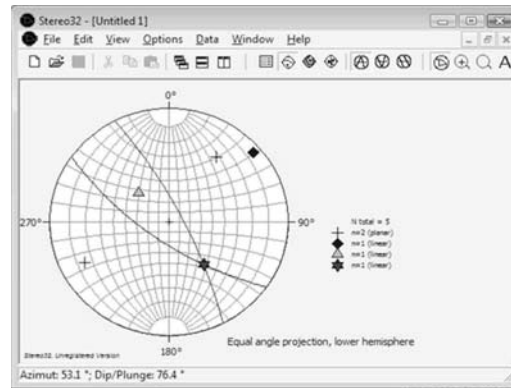 Stereo32 - [Untitled 1]
File Edit View Options Data Window Help
A
0°
270°
90°
180°
N total = 5
n=2 (planar)
n=1 (linear)
n=1 (linear)
n=1 (linear)
Equal angle projection, lower hemisphere
Stereo32, Unregistered Version
Azimut: 53.1 °; Dip/Plunge: 76.4 °